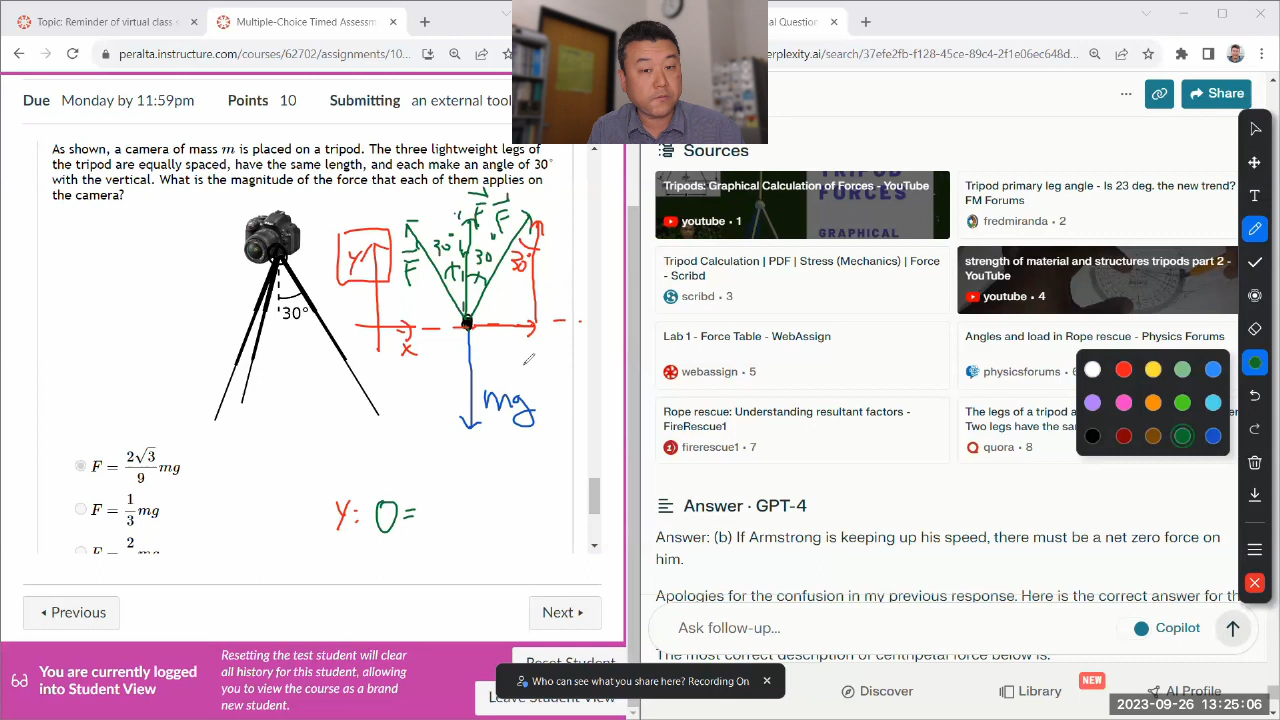 Topic: Reminder of virtual class
Multiple-Choice Timed Assessm
al Question
peralta.instructure.com/courses/62702/assignments/10...
perplexity.ai/search/37efe2fb-f128-45ce-89c4-2f1e06ec648d...
Due Monday by 11:59pm Points 10 Submitting an external tool
As shown, a camera of mass m is placed on a tripod. The three lightweight legs of
the tripod are equally spaced, have the same length, and each make an angle of 30°
with the vertical. What is the magnitude of the force that each of them applies on
the camera?
30°
y
x
F
F
F
30°
30
30°
mg
F = 2√3/9 mg
F = 1/3 mg
Y: 0=
Previous
Next
You are currently logged
into Student View
Resetting the test student will clear
all history for this student, allowing
you to view the course as a brand
new student.
Reset Student
Leave Student View
Who can see what you share here? Recording On
Share
Sources
Tripods: Graphical Calculation of Forces - YouTube
youtube • 1
Tripod primary leg angle - Is 23 deg. the new trend?
FM Forums
fredmiranda • 2
TRIPOD
FORCES
GRAPHICAL
Tripod Calculation | PDF | Stress (Mechanics) | Force
- Scribd
scribd • 3
strength of material and structures tripods part 2 -
YouTube
youtube • 4
Lab 1 - Force Table - WebAssign
webassign • 5
Angles and load in Rope rescue - Physics Forums
physicsforums
Rope rescue: Understanding resultant factors -
FireRescue1
firerescue1 • 7
The legs of a tripod a
Two legs have the sa
quora • 8
Answer · GPT-4
Answer: (b) If Armstrong is keeping up his speed, there must be a net zero force on
him.
Apologies for the confusion in my previous response. Here is the correct answer for the
Ask follow-up...
Copilot
The most correct description of centripetal force below is:
Discover
Library
NEW
AI Profile
2023-09-26 13:25:06